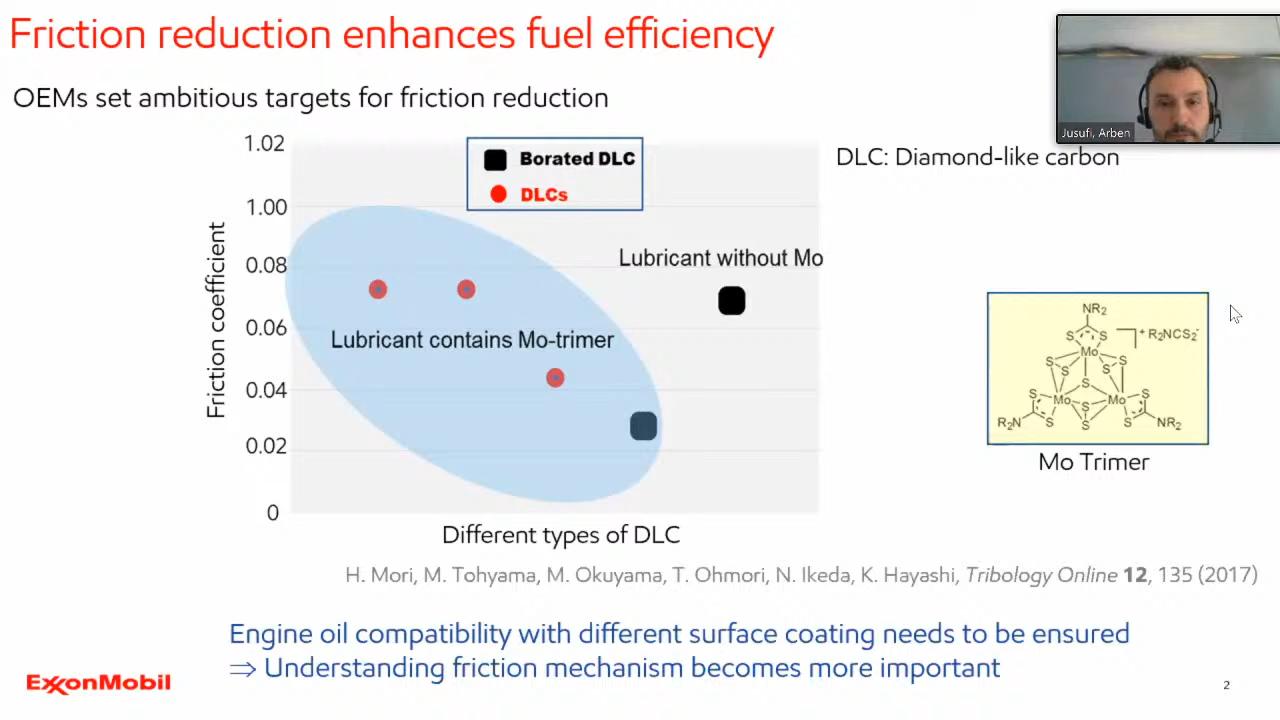 Friction reduction enhances fuel efficiency
OEMs set ambitious targets for friction reduction
Jusufi, Arben
DLC: Diamond-like carbon
1.02
1.00
0.08
0.06
0.04
0.02
0
Friction coefficient
Borated DLC
DLCs
Lubricant without Mo
Lubricant contains Mo-trimer
Different types of DLC
NR2
S S
+ R2NCS2-
Mo
S S S S
S
S Mo S Mo S
R2N S S S NR2
Mo Trimer
H. Mori, M. Tohyama, M. Okuyama, T. Ohmori, N. Ikeda, K. Hayashi, Tribology Online 12, 135 (2017)
Engine oil compatibility with different surface coating needs to be ensured
⇒ Understanding friction mechanism becomes more important
ExxonMobil
2